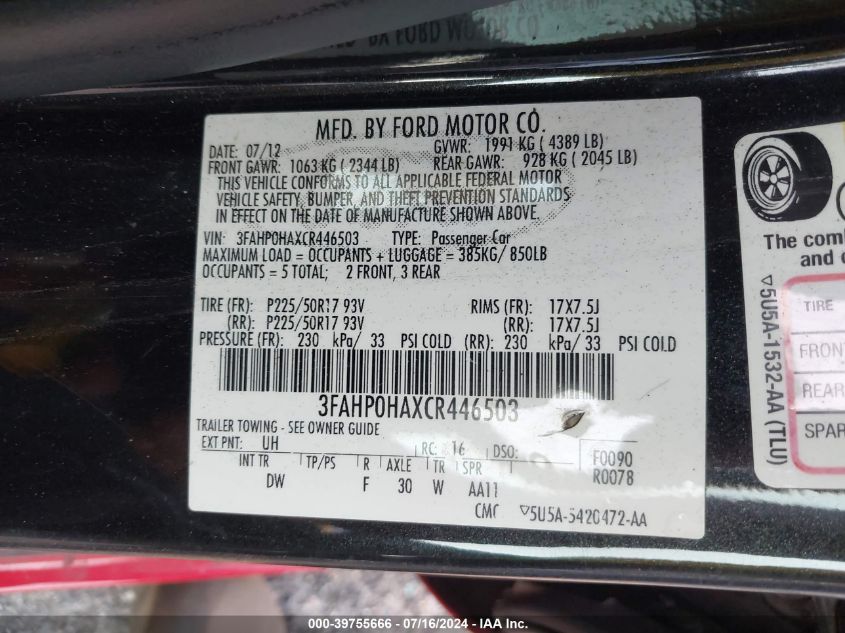 BY FORD MOTOR CO.
MFD. BY FORD MOTOR CO.
DATE: 07/12 GVWR: 1991 KG ( 4389 LB)
FRONT GAWR: 1063 KG ( 2344 LB) REAR GAWR: 928 KG ( 2045 LB)
THIS VEHICLE CONFORMS TO ALL APPLICABLE FEDERAL MOTOR
VEHICLE SAFETY, BUMPER, AND THEFT PREVENTION STANDARDS
IN EFFECT ON THE DATE OF MANUFACTURE SHOWN ABOVE.
VIN: 3FAHP0HAXCR446503 TYPE: Passenger Car
MAXIMUM LOAD = OCCUPANTS + LUGGAGE = 385KG/ 850LB
OCCUPANTS = 5 TOTAL; 2 FRONT, 3 REAR
TIRE (FR): P225/50R17 93V RIMS (FR): 17X7.5J
(RR): P225/50R17 93V (RR): 17X7.5J
PRESSURE (FR): 230 kPa/ 33 PSI COLD (RR): 230 kPa/ 33 PSI COLD
3FAHP0HAXCR446503
TRAILER TOWING - SEE OWNER GUIDE
EXT PNT: UH RC: 16 DSO: F0090
R0078
INT TR TP/PS R AXLE TR SPR
DW F 30 W AA11
CMC ▽5U5A-5420472-AA
The comb
or
TIRE
FRON
REAR
SPAR
▽5U5A-1532-AA (TLU)
000-39755666 - 07/16/2024 - IAA Inc.